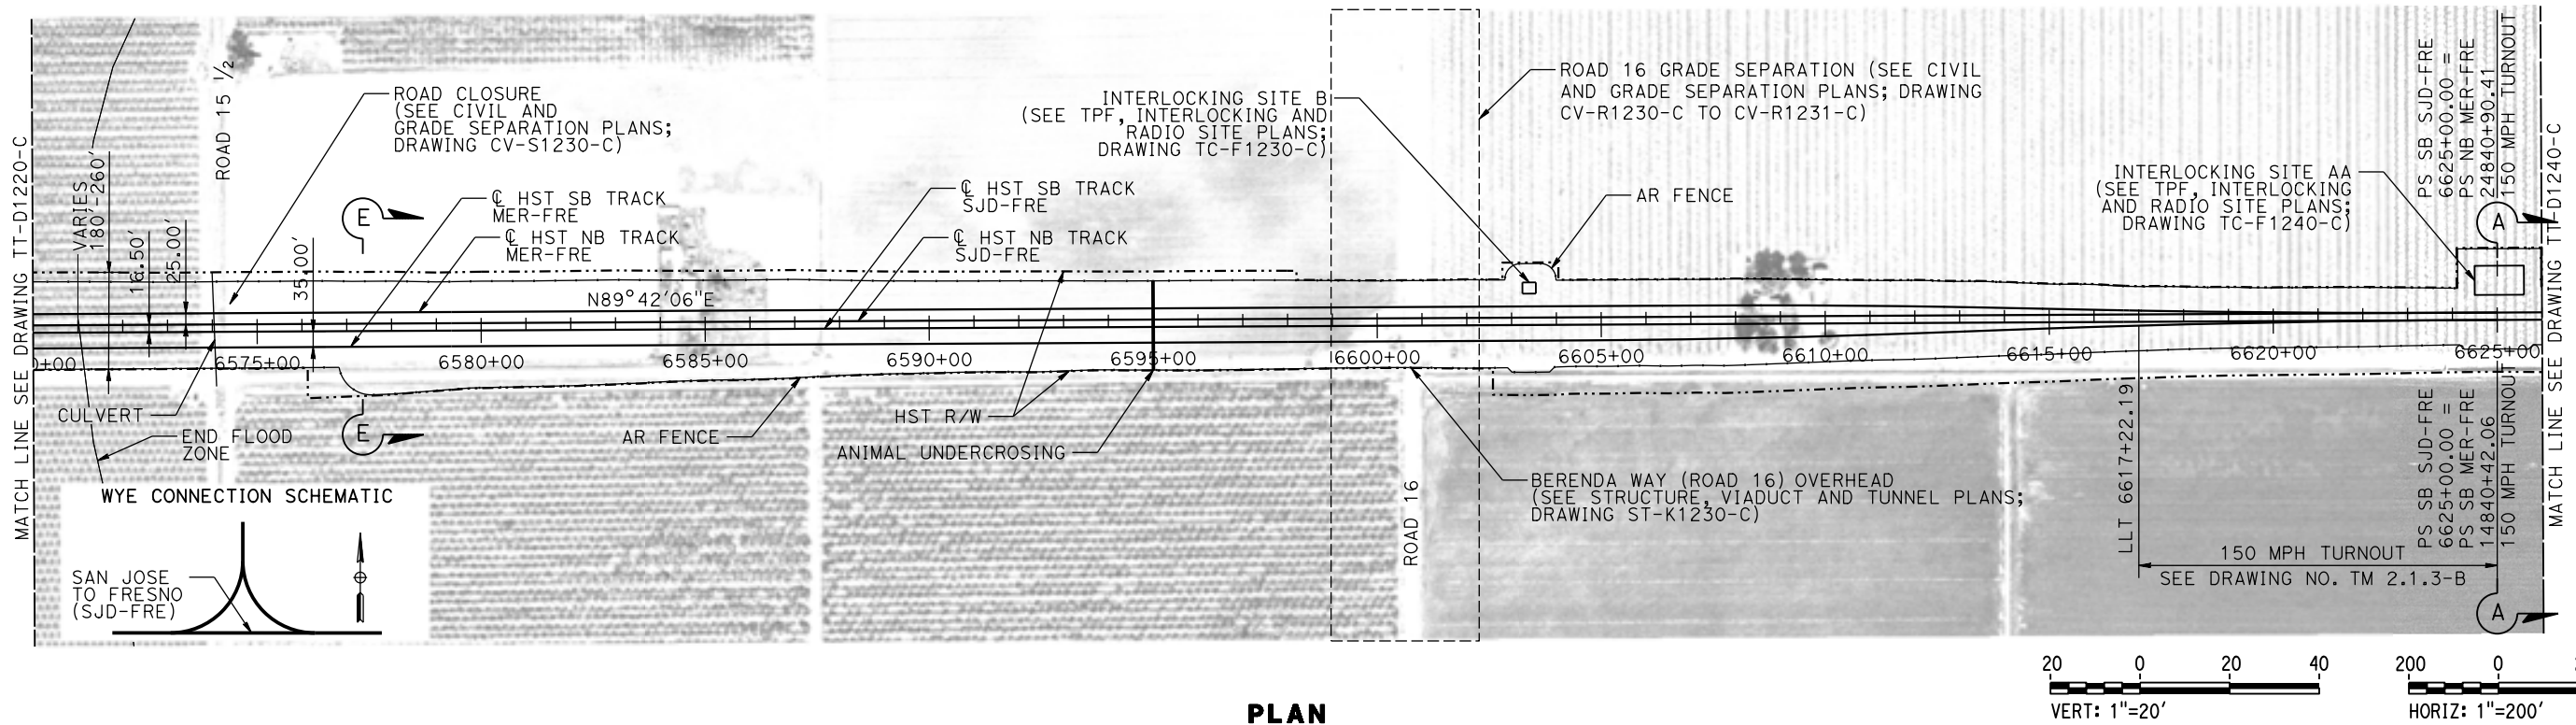 MATCH LINE SEE DRAWING TT-D1220-C
VARIES
180'-260'
16.50'
25.00'
35.00'
ROAD 15 1/2
ROAD CLOSURE
(SEE CIVIL AND
GRADE SEPARATION PLANS;
DRAWING CV-S1230-C)
E
℄ HST SB TRACK
MER-FRE
℄ HST NB TRACK
MER-FRE
N89°42'06"E
℄ HST SB TRACK
SJD-FRE
℄ HST NB TRACK
SJD-FRE
INTERLOCKING SITE B
(SEE TPF, INTERLOCKING AND
RADIO SITE PLANS;
DRAWING TC-F1230-C)
ROAD 16 GRADE SEPARATION (SEE CIVIL
AND GRADE SEPARATION PLANS; DRAWING
CV-R1230-C TO CV-R1231-C)
AR FENCE
INTERLOCKING SITE AA
(SEE TPF, INTERLOCKING
AND RADIO SITE PLANS;
DRAWING TC-F1240-C)
PS SB SJD-FRE
6625+00.00 =
PS NB MER-FRE
24840+90.41
150 MPH TURNOUT
A
MATCH LINE SEE DRAWING TT-D1240-C
0+00
6575+00
6580+00
6585+00
6590+00
6595+00
6600+00
6605+00
6610+00
6615+00
6620+00
6625+00
CULVERT
END FLOOD
ZONE
E
AR FENCE
HST R/W
ANIMAL UNDERCROSING
ROAD 16
BERENDA WAY (ROAD 16) OVERHEAD
(SEE STRUCTURE, VIADUCT AND TUNNEL PLANS;
DRAWING ST-K1230-C)
LLT 6617+22.19
150 MPH TURNOUT
SEE DRAWING NO. TM 2.1.3-B
PS SB SJD-FRE
6625+00.00 =
PS SB MER-FRE
14840+42.06
150 MPH TURNOUT
A
WYE CONNECTION SCHEMATIC
SAN JOSE
TO FRESNO
(SJD-FRE)
PLAN
20 0 20 40
VERT: 1"=20'
200 0
HORIZ: 1"=200'